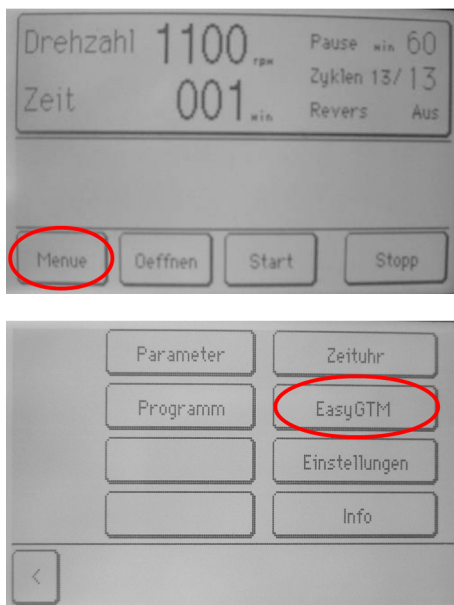 Drehzahl 1100 rpm Pause min 60
Zyklen 13/13
Zeit 001 min Revers Aus
Menue Oeffnen Start Stopp
Parameter Zeituhr
Programm EasyGTM
Einstellungen
Info
<